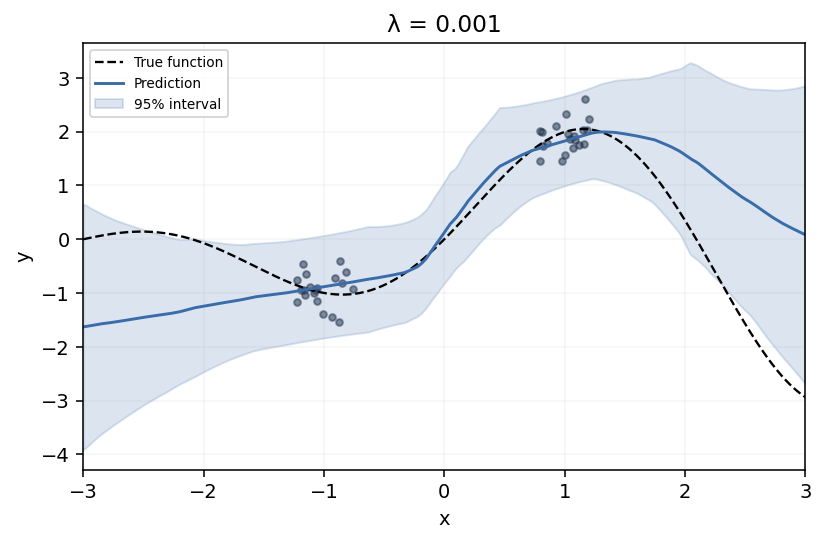 λ = 0.001
True function
Prediction
95% interval
y
3
2
1
0
−1
−2
−3
−4
−3 −2 −1 0 1 2 3
x